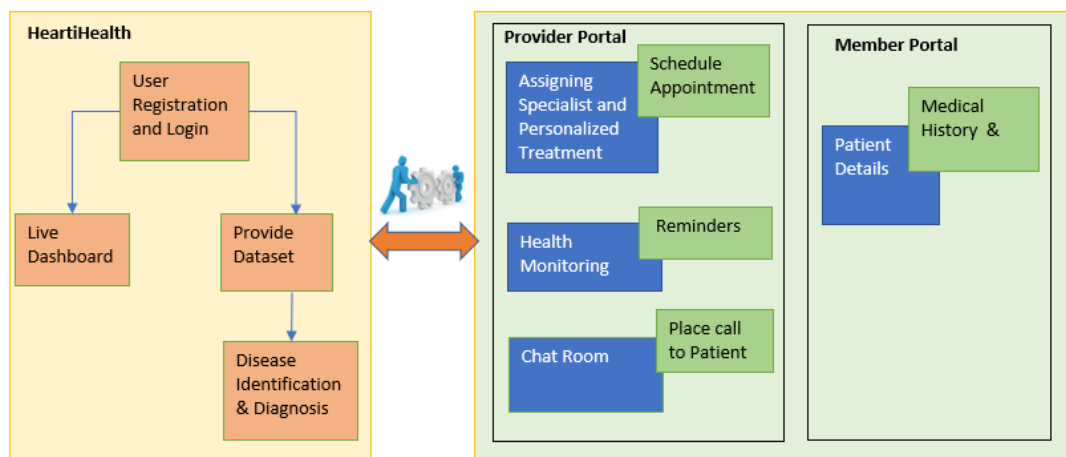 HeartiHealth
User
Registration
and Login
Live
Dashboard
Provide
Dataset
Disease
Identification
& Diagnosis
Provider Portal
Assigning
Specialist and
Personalized
Treatment
Schedule
Appointment
Health
Monitoring
Reminders
Chat Room
Place call
to Patient
Member Portal
Patient
Details
Medical
History &